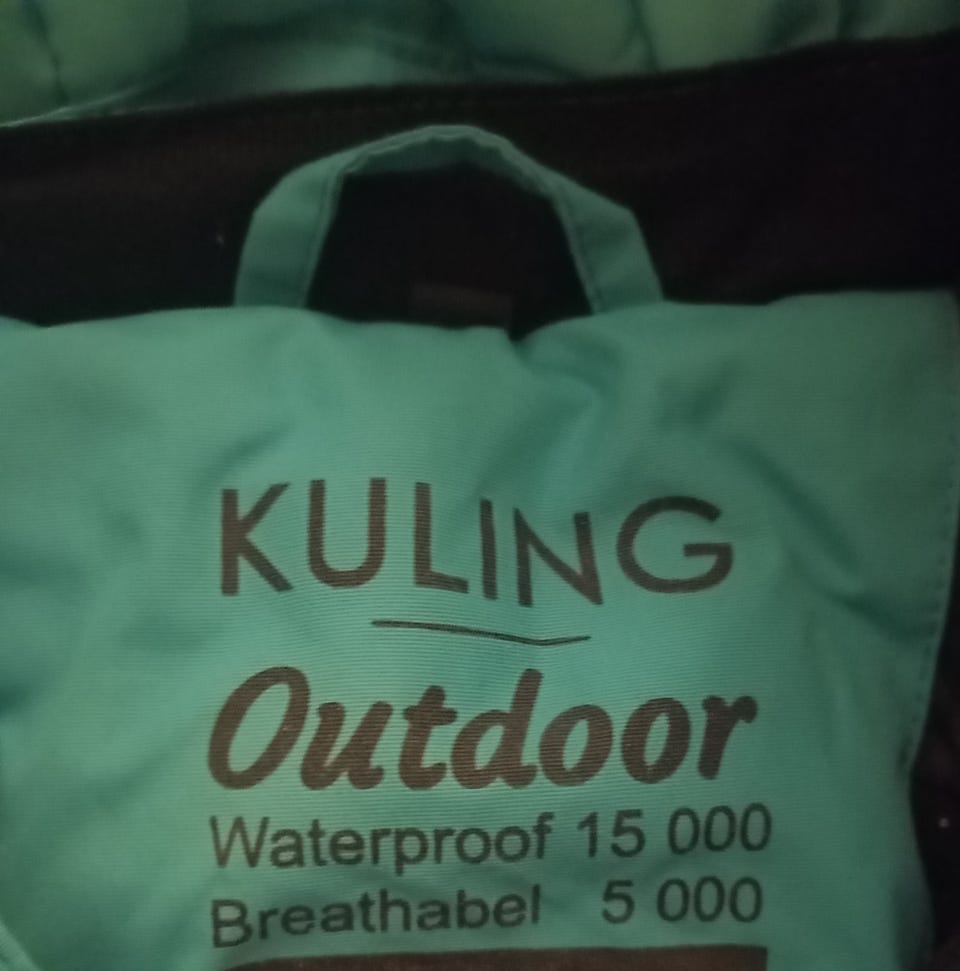 KULING
Outdoor
Waterproof 15 000
Breathabel 5 000